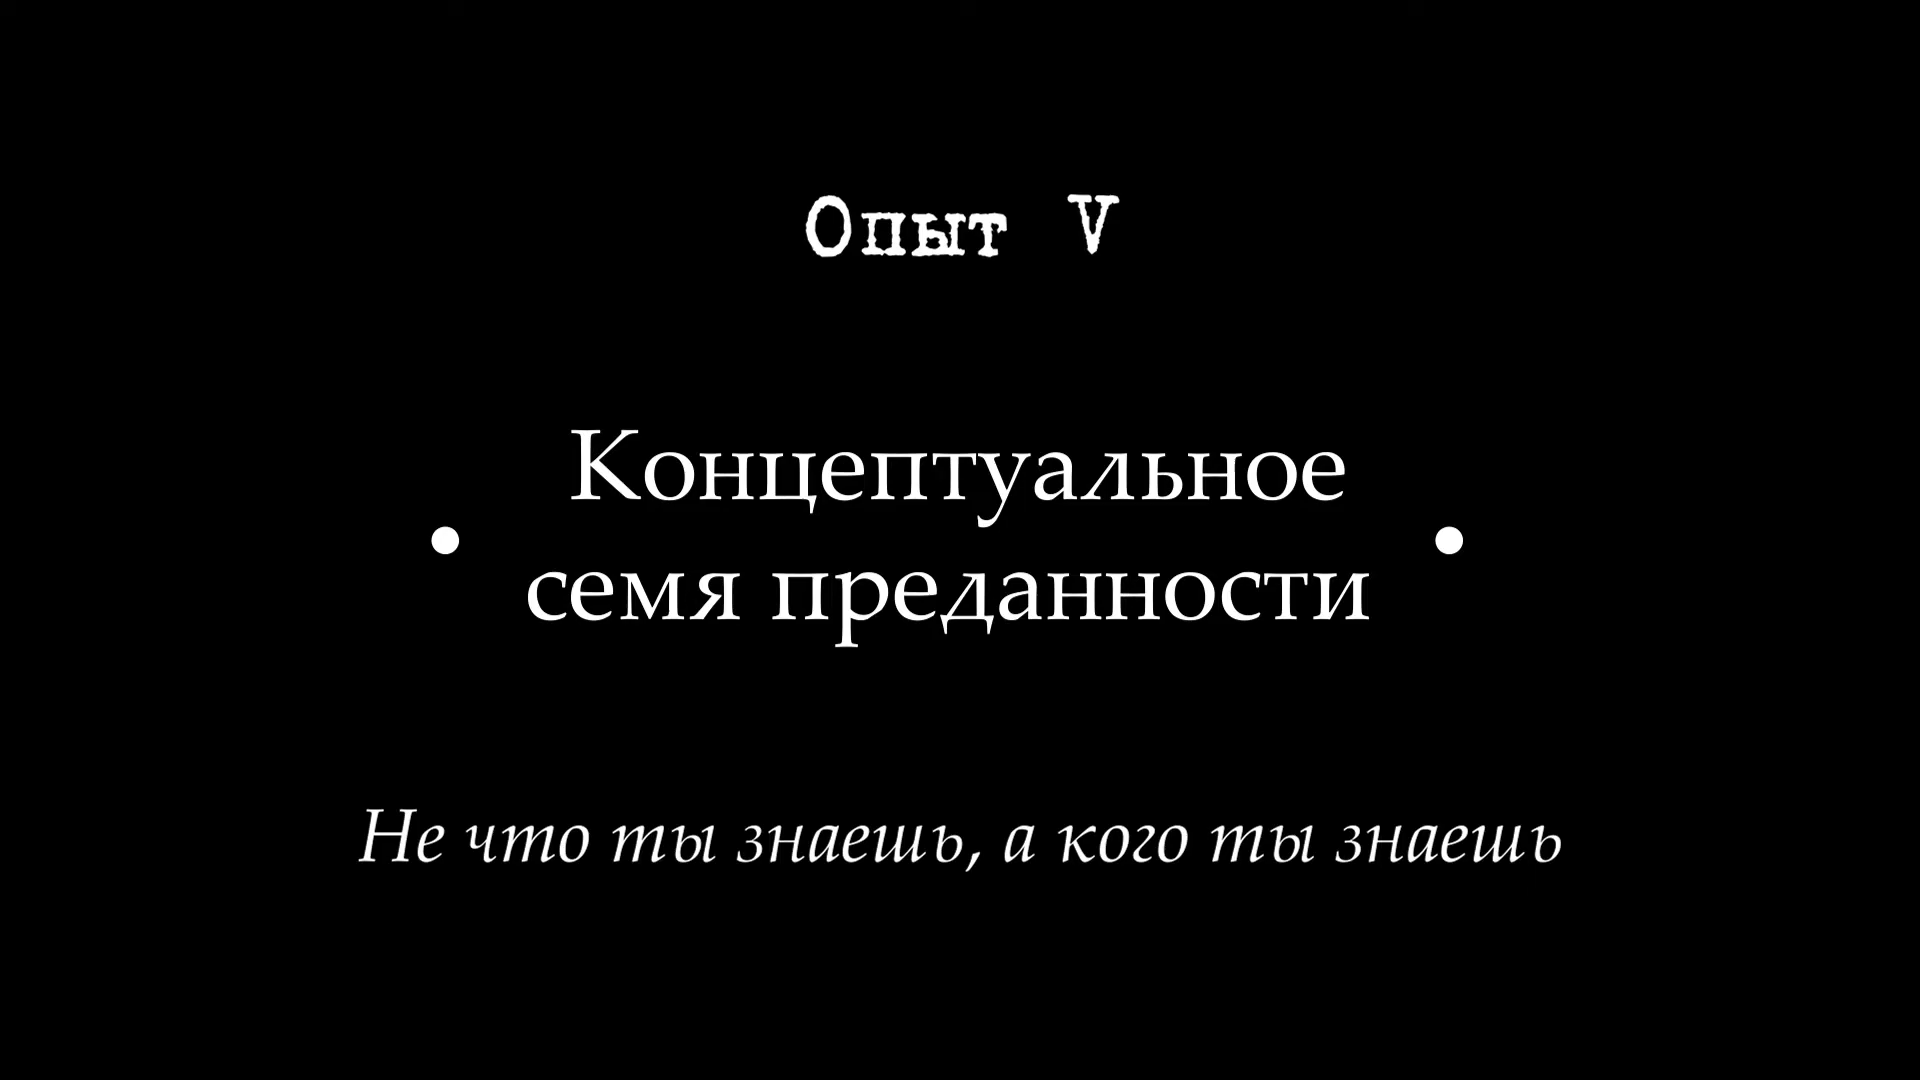 Опыт V
Концептуальное
семя преданности
Не что ты знаешь, а кого ты знаешь